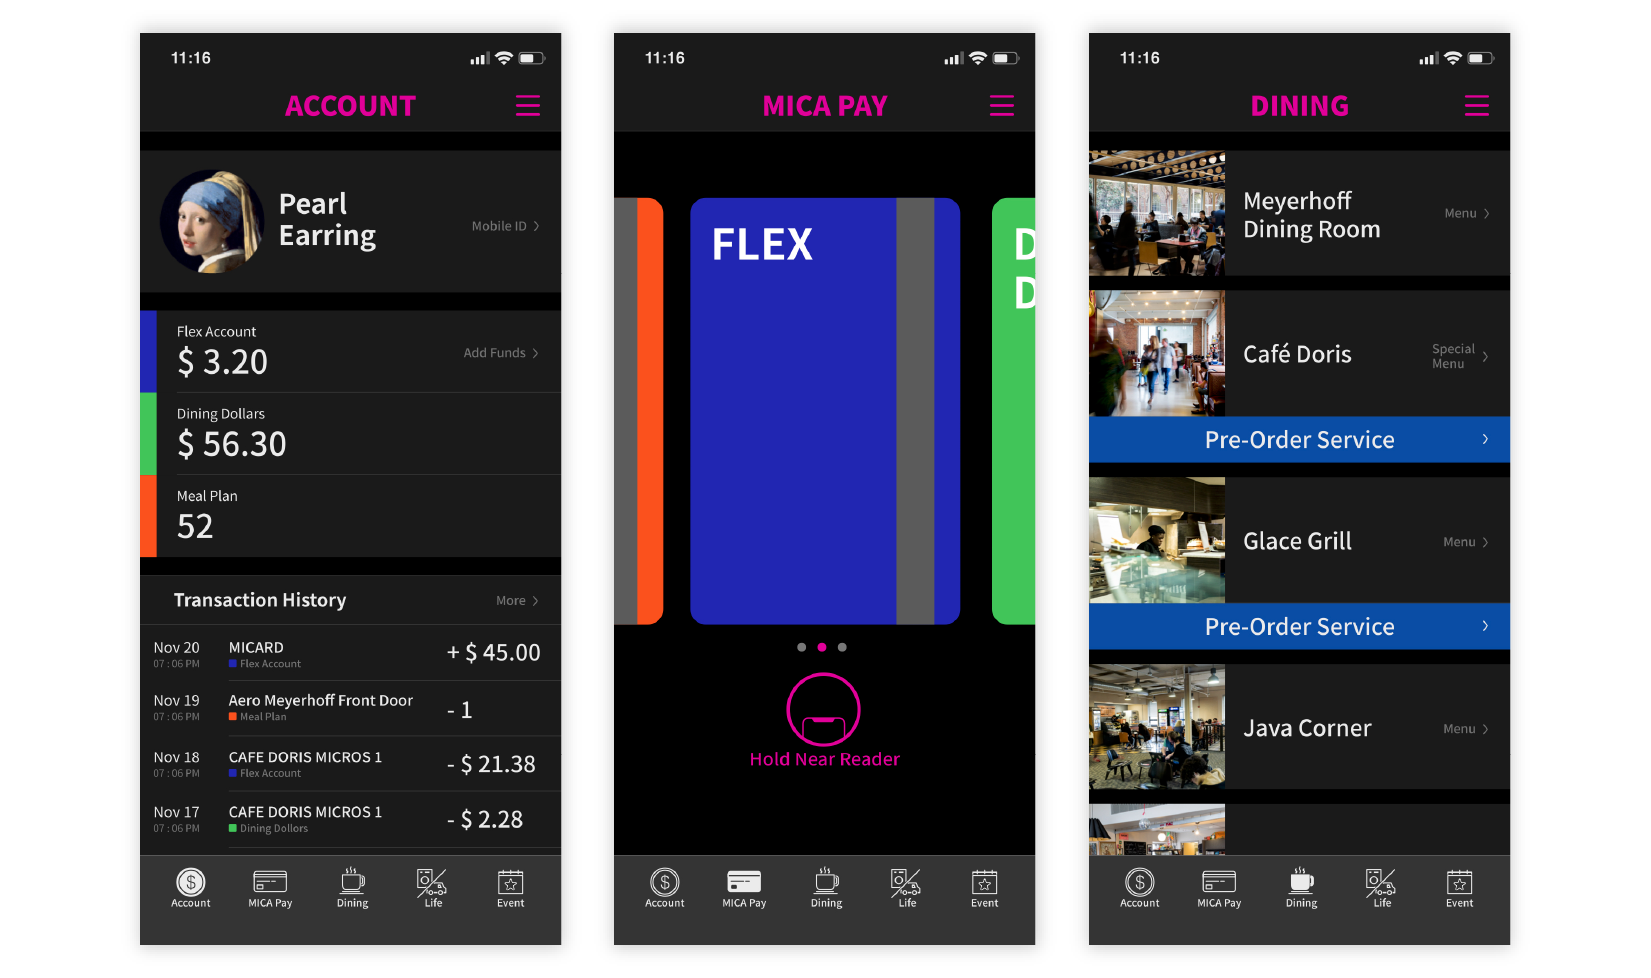 11:16
ACCOUNT
Pearl
Earring
Mobile ID
Flex Account
$ 3.20
Add Funds
Dining Dollars
$ 56.30
Meal Plan
52
Transaction History
More
Nov 20
MICARD
+ $ 45.00
07 : 06 PM
Flex Account
Nov 19
Aero Meyerhoff Front Door
- 1
07 : 06 PM
Meal Plan
Nov 18
CAFE DORIS MICROS 1
- $ 21.38
07 : 06 PM
Flex Account
Nov 17
CAFE DORIS MICROS 1
- $ 2.28
07 : 06 PM
Dining Dollors
Account
MICA Pay
Dining
Life
Event
11:16
MICA PAY
FLEX
D
D
Hold Near Reader
Account
MICA Pay
Dining
Life
Event
11:16
DINING
Meyerhoff
Dining Room
Menu
Café Doris
Special
Menu
Pre-Order Service
Glace Grill
Menu
Pre-Order Service
Java Corner
Menu
Account
MICA Pay
Dining
Life
Event